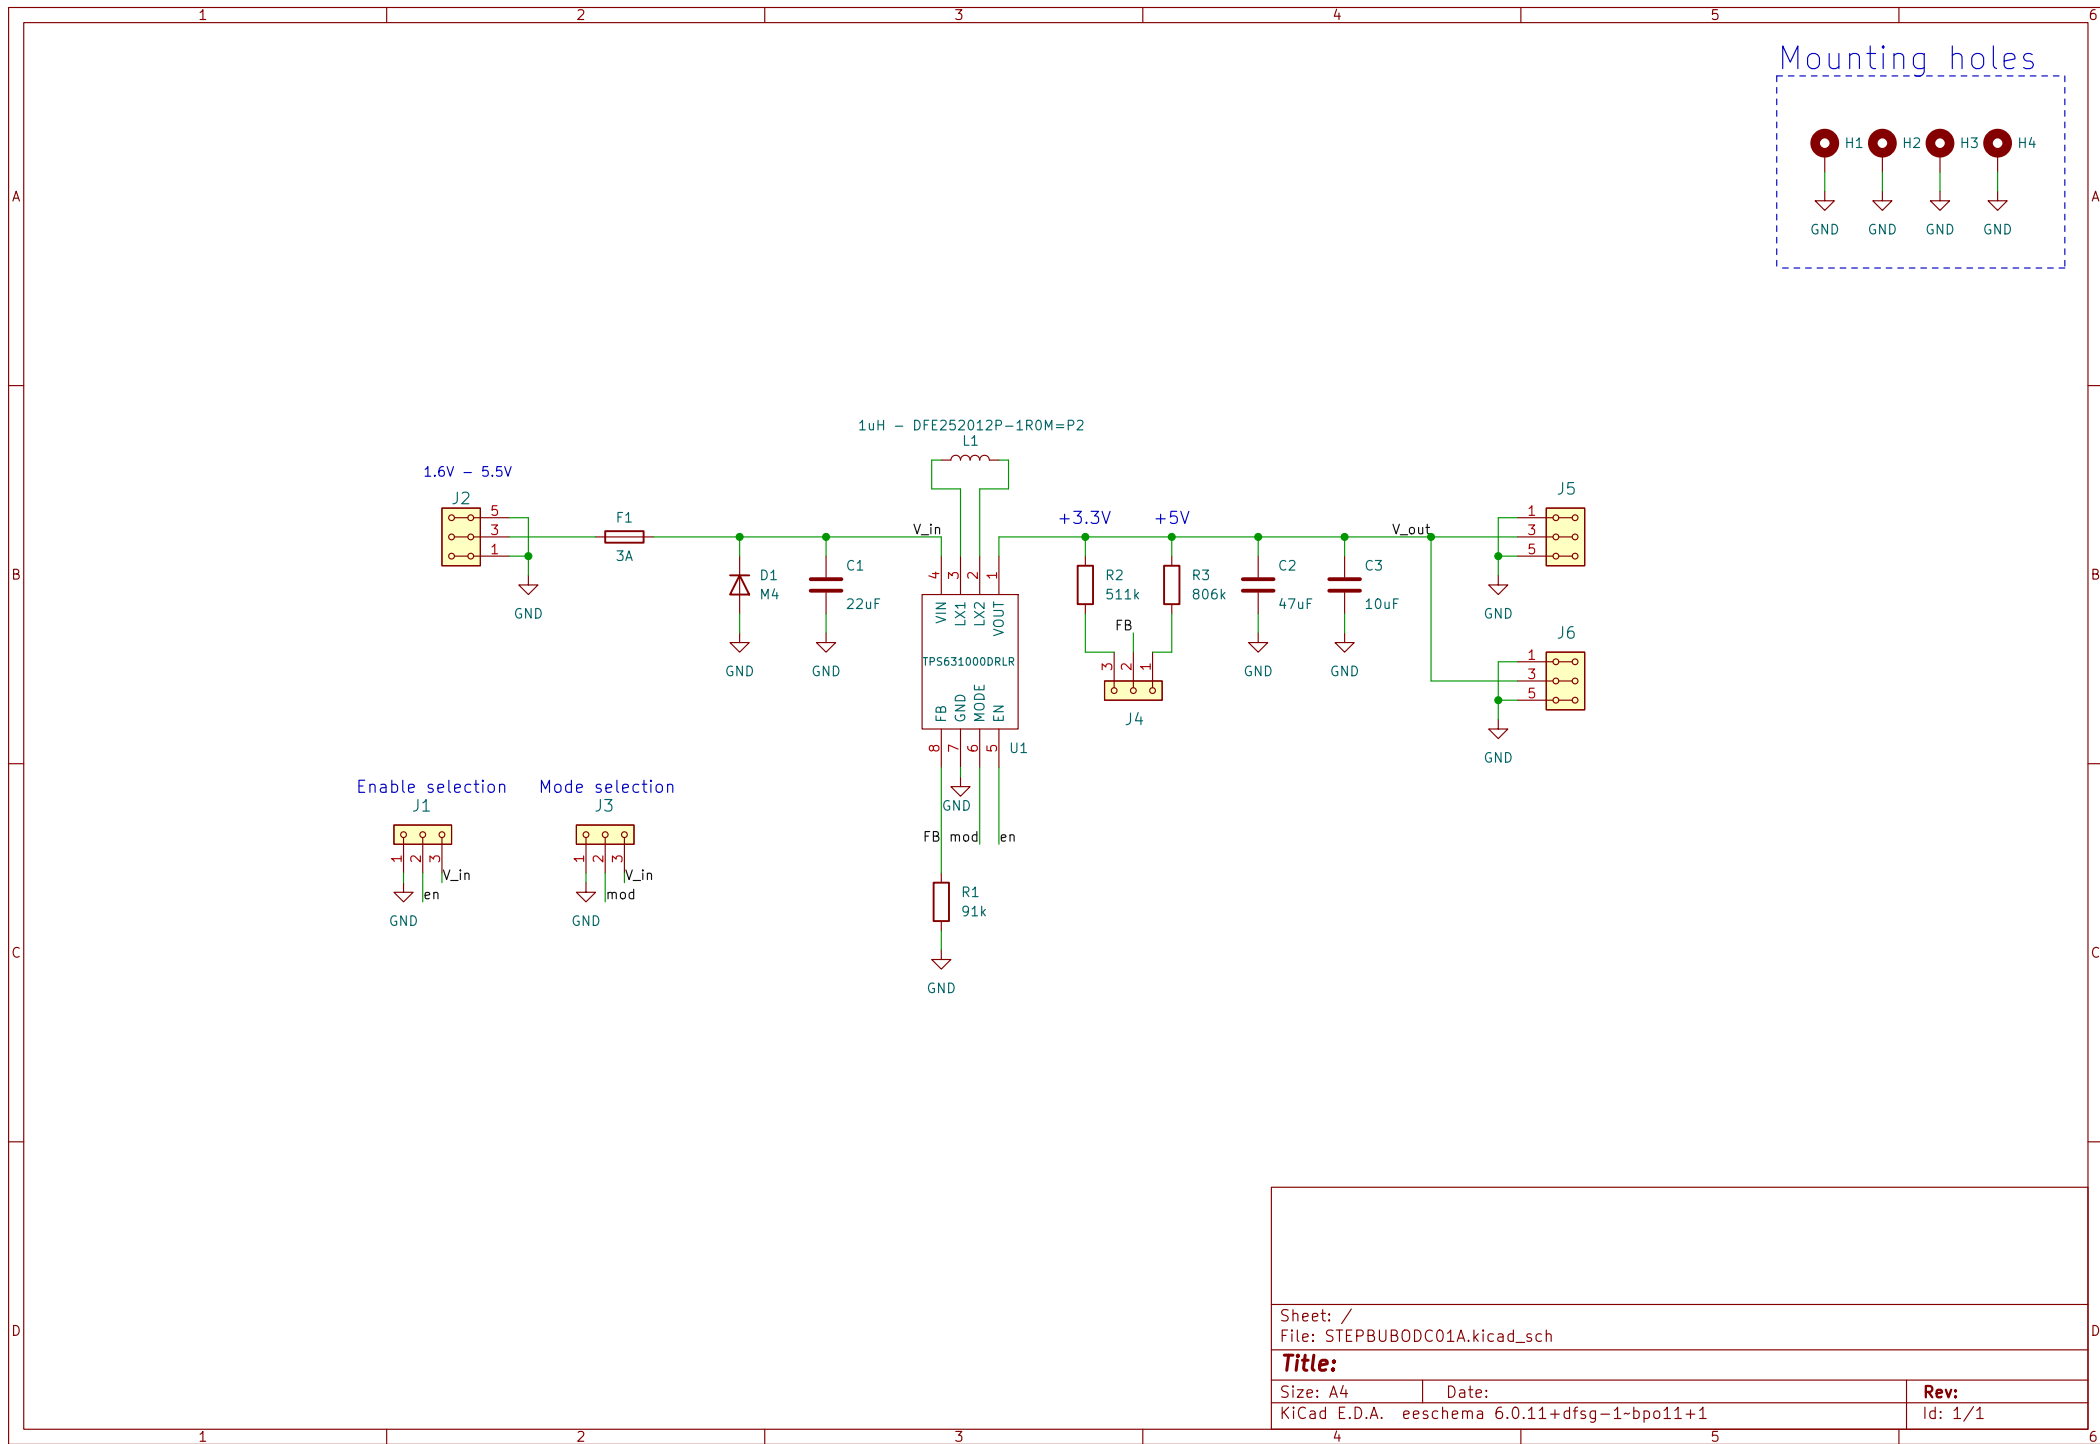 1 2 3 4 5 6
Mounting holes
H1 H2 H3 H4
A A
GND GND GND GND
1uH - DFE252012P-1R0M=P2
L1
1.6V - 5.5V
J2
5
3
1
GND
F1
3A
V_in
D1
M4
GND
C1
22uF
GND
4 3 2 1
VIN LX1 LX2 VOUT
TPS631000DRLR
FB GND MODE EN
8 7 6 5
U1
GND
FB mod en
R1
91k
GND
+3.3V +5V
R2
511k
R3
806k
FB
3 2 1
J4
C2
47uF
GND
C3
10uF
GND
V_out
J5
1
3
5
GND
J6
1
3
5
GND
B B
Enable selection
J1
1 2 3
V_in
en
GND
Mode selection
J3
1 2 3
V_in
mod
GND
C C
D D
Sheet: /
File: STEPBUBODC01A.kicad_sch
Title:
Size: A4 Date: Rev:
KiCad E.D.A. eeschema 6.0.11+dfsg-1~bpo11+1 Id: 1/1
1 2 3 4 5 6